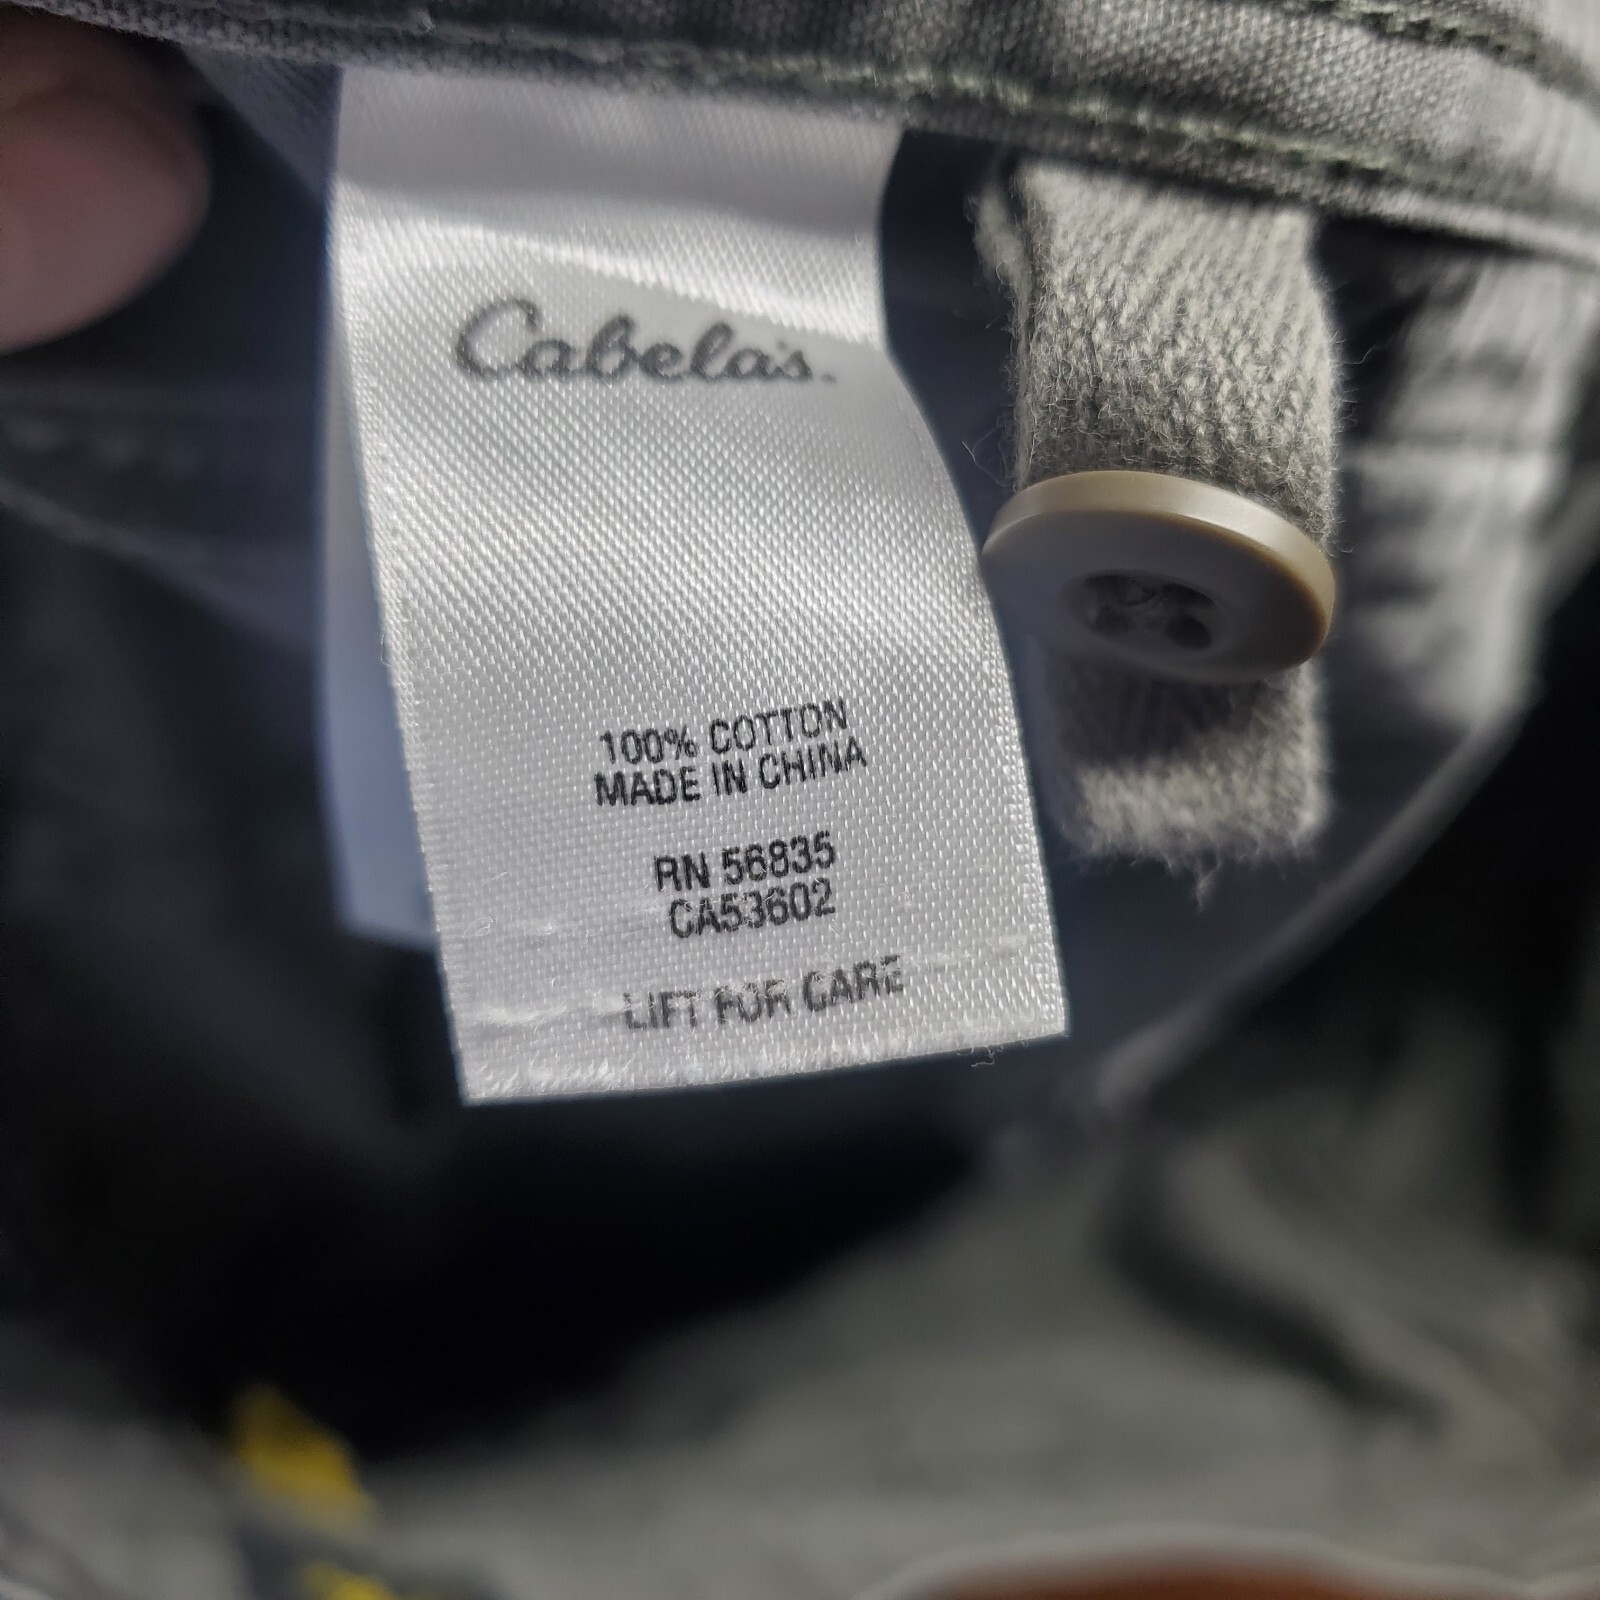 Cabela's.
100% COTTON
MADE IN CHINA
RN 56835
CA53602
LIFT FOR CARE